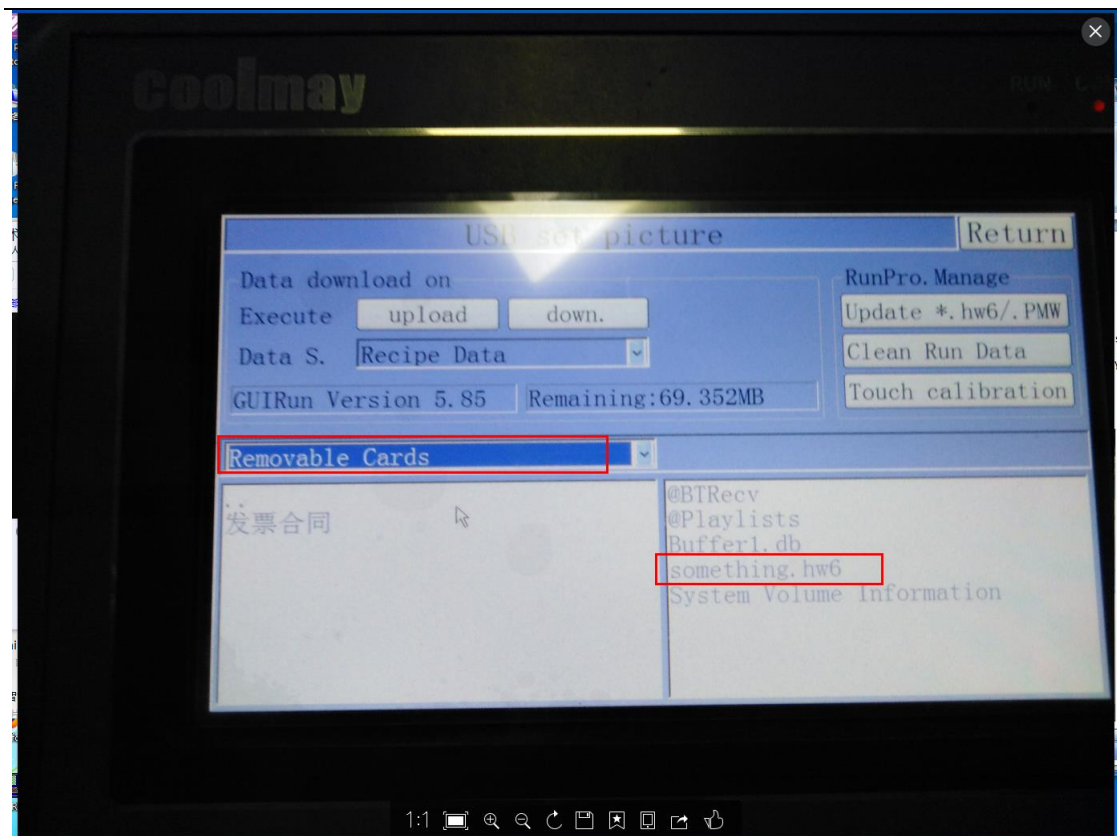 Coolmay
RUN
USB set picture
Return
Data download on
RunPro.Manage
Execute
upload
down.
Update *.hw6/.PMW
Data S.
Recipe Data
Clean Run Data
GUIRun Version 5.85
Remaining:69.352MB
Touch calibration
Removable Cards
..
发票合同
@BTRecv
@Playlists
Buffer1.db
something.hw6
System Volume Information
1:1